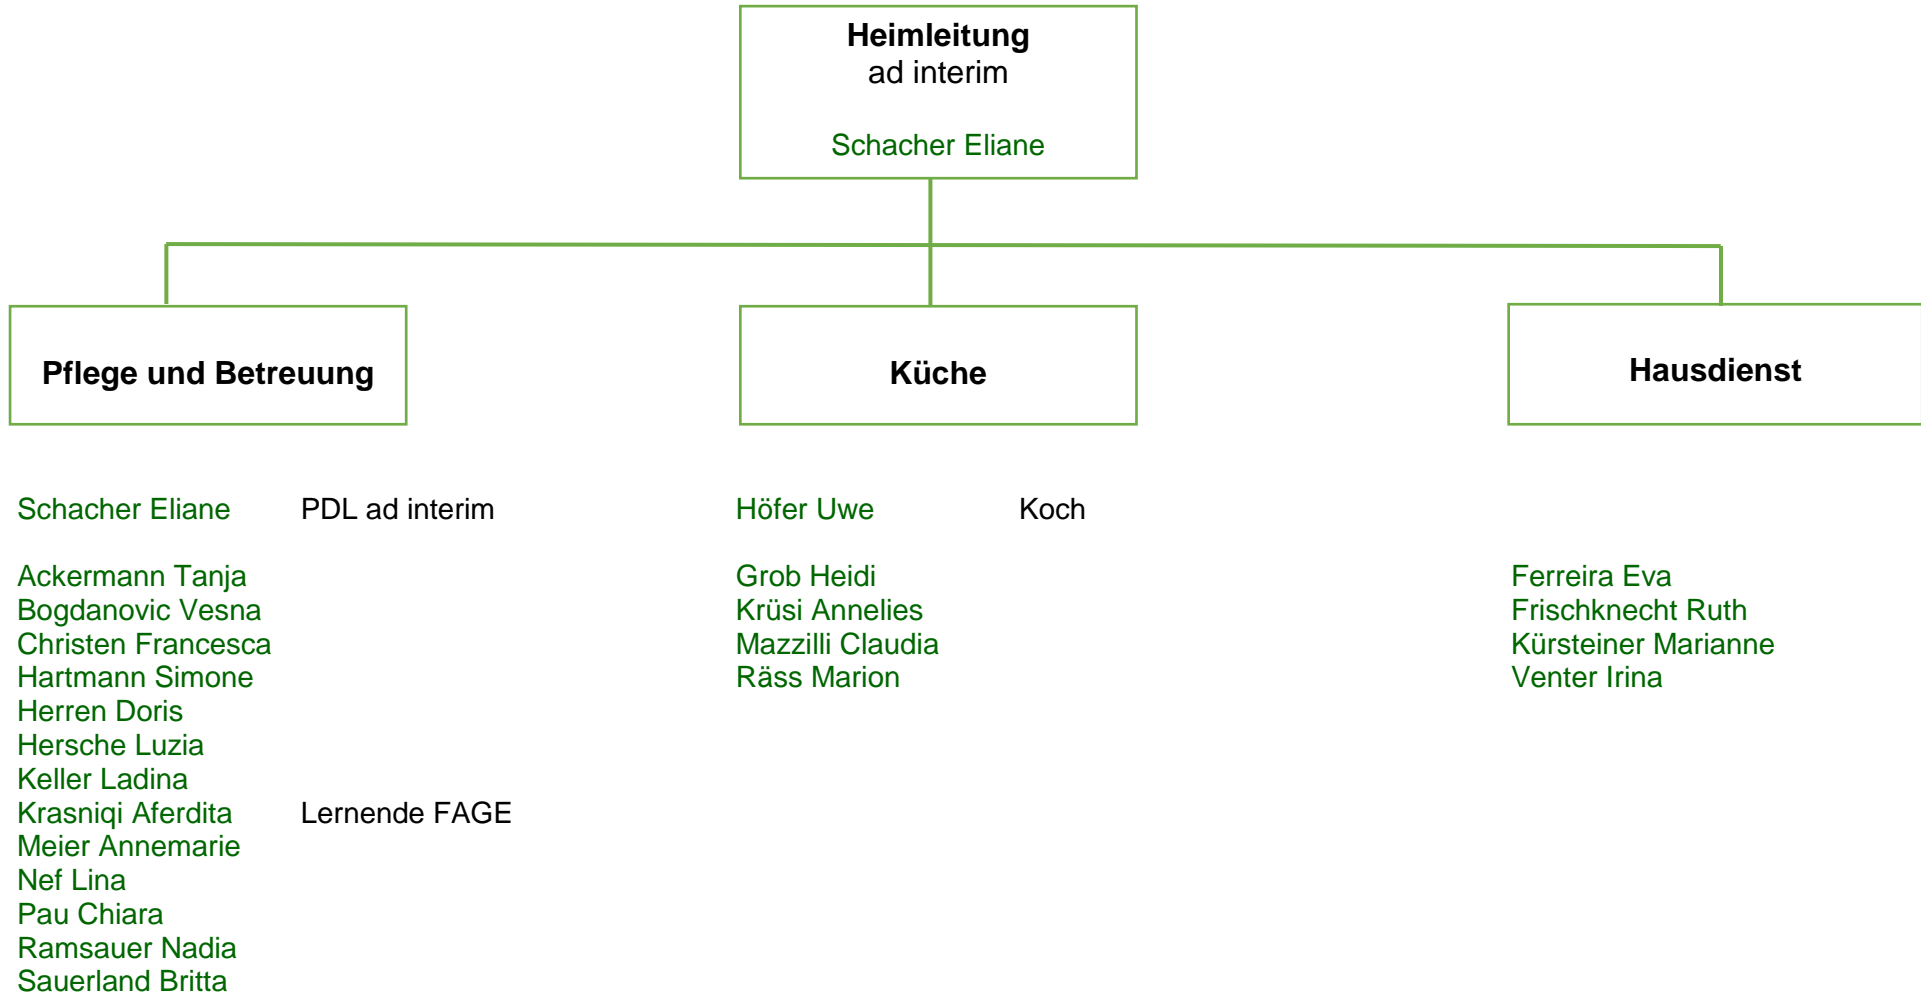 Heimleitung
ad interim
Schacher Eliane
Pflege und Betreuung
Küche
Hausdienst
Schacher Eliane PDL ad interim
Ackermann Tanja
Bogdanovic Vesna
Christen Francesca
Hartmann Simone
Herren Doris
Hersche Luzia
Keller Ladina
Krasniqi Aferdita Lernende FAGE
Meier Annemarie
Nef Lina
Pau Chiara
Ramsauer Nadia
Sauerland Britta
Höfer Uwe Koch
Grob Heidi
Krüsi Annelies
Mazzilli Claudia
Räss Marion
Ferreira Eva
Frischknecht Ruth
Kürsteiner Marianne
Venter Irina